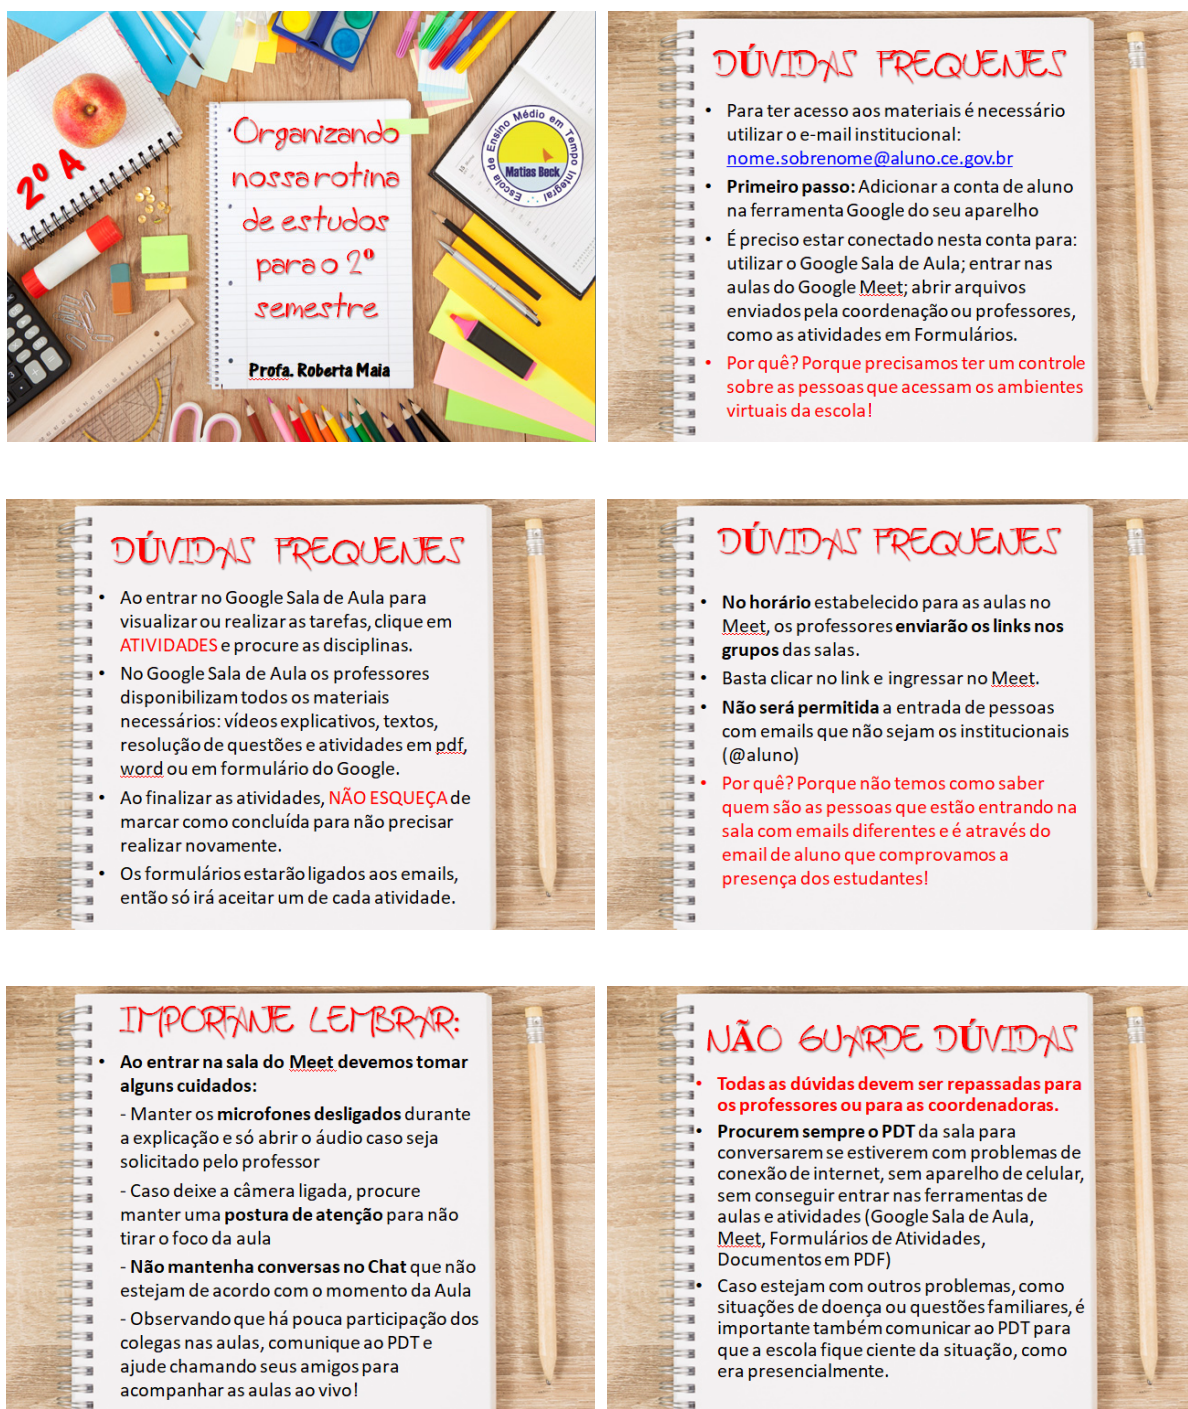 2º A
Organizando
nossa rotina
de estudos
para o 2º
semestre
Profa. Roberta Maia
Escola de Ensino Médio em Tempo Integral
Matias Beck
DÚVIDAS FREQUENTES
• Para ter acesso aos materiais é necessário
utilizar o e-mail institucional:
nome.sobrenome@aluno.ce.gov.br
• Primeiro passo: Adicionar a conta de aluno
na ferramenta Google do seu aparelho
• É preciso estar conectado nesta conta para:
utilizar o Google Sala de Aula; entrar nas
aulas do Google Meet; abrir arquivos
enviados pela coordenação ou professores,
como as atividades em Formulários.
• Por quê? Porque precisamos ter um controle
sobre as pessoas que acessam os ambientes
virtuais da escola!
DÚVIDAS FREQUENTES
• Ao entrar no Google Sala de Aula para
visualizar ou realizar as tarefas, clique em
ATIVIDADES e procure as disciplinas.
• No Google Sala de Aula os professores
disponibilizam todos os materiais
necessários: vídeos explicativos, textos,
resolução de questões e atividades em pdf,
word ou em formulário do Google.
• Ao finalizar as atividades, NÃO ESQUEÇA de
marcar como concluída para não precisar
realizar novamente.
• Os formulários estarão ligados aos emails,
então só irá aceitar um de cada atividade.
DÚVIDAS FREQUENTES
• No horário estabelecido para as aulas no
Meet, os professores enviarão os links nos
grupos das salas.
• Basta clicar no link e ingressar no Meet.
• Não será permitida a entrada de pessoas
com emails que não sejam os institucionais
(@aluno)
• Por quê? Porque não temos como saber
quem são as pessoas que estão entrando na
sala com emails diferentes e é através do
email de aluno que comprovamos a
presença dos estudantes!
IMPORTANTE LEMBRAR:
• Ao entrar na sala do Meet devemos tomar
alguns cuidados:
- Manter os microfones desligados durante
a explicação e só abrir o áudio caso seja
solicitado pelo professor
- Caso deixe a câmera ligada, procure
manter uma postura de atenção para não
tirar o foco da aula
- Não mantenha conversas no Chat que não
estejam de acordo com o momento da Aula
- Observando que há pouca participação dos
colegas nas aulas, comunique ao PDT e
ajude chamando seus amigos para
acompanhar as aulas ao vivo!
NÃO GUARDE DÚVIDAS
• Todas as dúvidas devem ser repassadas para
os professores ou para as coordenadoras.
• Procurem sempre o PDT da sala para
conversarem se estiverem com problemas de
conexão de internet, sem aparelho de celular,
sem conseguir entrar nas ferramentas de
aulas e atividades (Google Sala de Aula,
Meet, Formulários de Atividades,
Documentos em PDF)
• Caso estejam com outros problemas, como
situações de doença ou questões familiares, é
importante também comunicar ao PDT para
que a escola fique ciente da situação, como
era presencialmente.